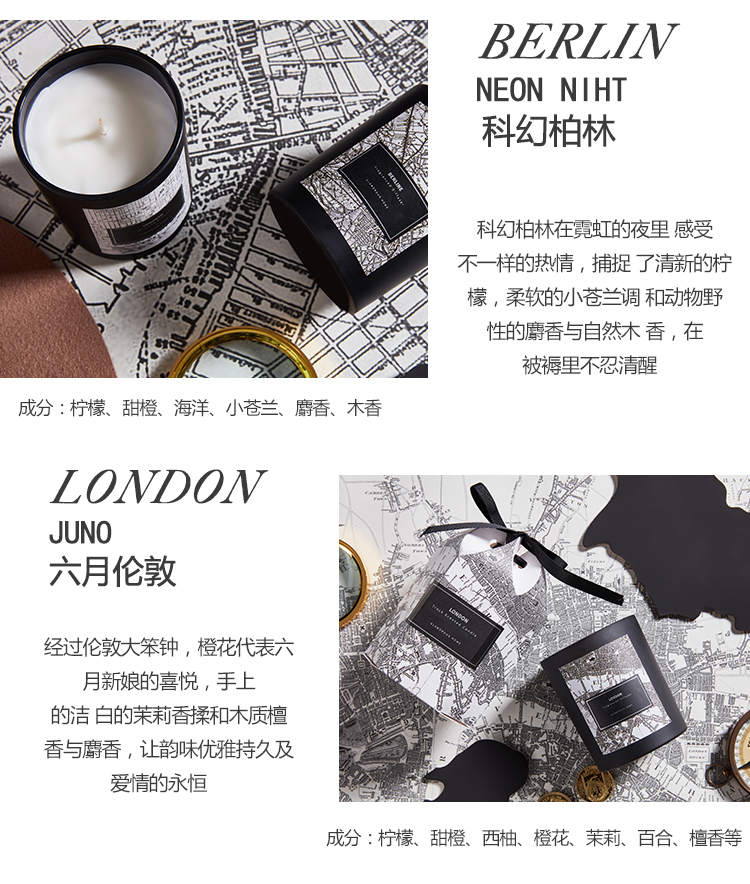 BERLIN
NEON NIHT
科幻柏林
科幻柏林在霓虹的夜里 感受
不一样的热情，捕捉 了清新的柠
檬，柔软的小苍兰调 和动物野
性的麝香与自然木 香，在
被褥里不忍清醒
成分：柠檬、甜橙、海洋、小苍兰、麝香、木香
LONDON
JUNO
六月伦敦
经过伦敦大笨钟，橙花代表六
月新娘的喜悦，手上
的洁 白的茉莉香揉和木质檀
香与麝香，让韵味优雅持久及
爱情的永恒
LONDON
LONDON
成分：柠檬、甜橙、西柚、橙花、茉莉、百合、檀香等